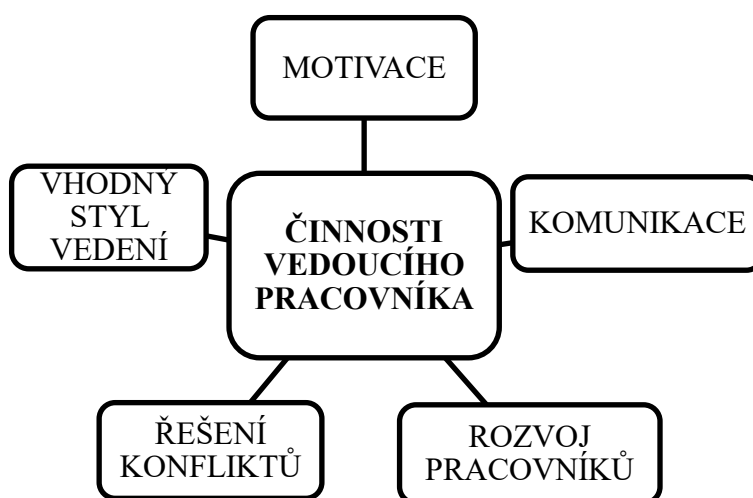 MOTIVACE
VHODNÝ
STYL
VEDENÍ
ČINNOSTI
VEDOUCÍHO
PRACOVNÍKA
KOMUNIKACE
ŘEŠENÍ
KONFLIKTŮ
ROZVOJ
PRACOVNÍKŮ